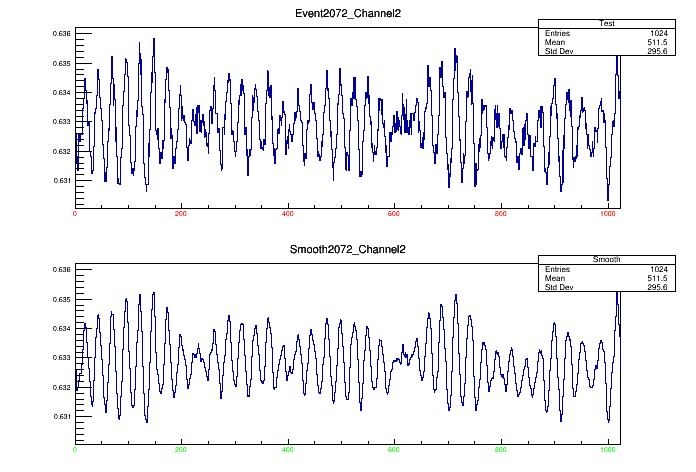 Event2072_Channel2
Test
Entries 1024
Mean 511.5
Std Dev 295.6
0.636
0.635
0.634
0.633
0.632
0.631
0 200 400 600 800 1000
Smooth2072_Channel2
Smooth
Entries 1024
Mean 511.5
Std Dev 295.6
0.636
0.635
0.634
0.633
0.632
0.631
0 200 400 600 800 1000